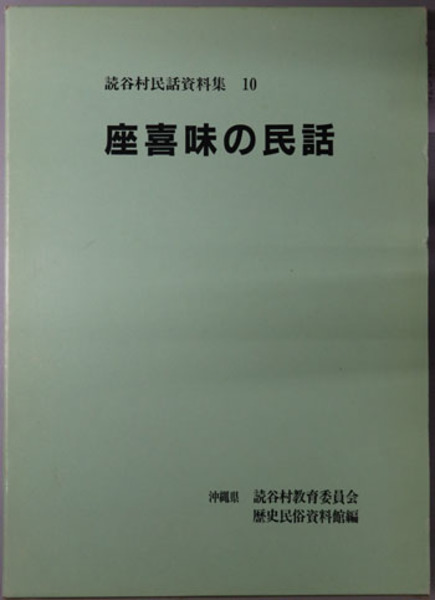 読谷村民話資料集 10
座喜味の民話
沖縄県 読谷村教育委員会
歴史民俗資料館編